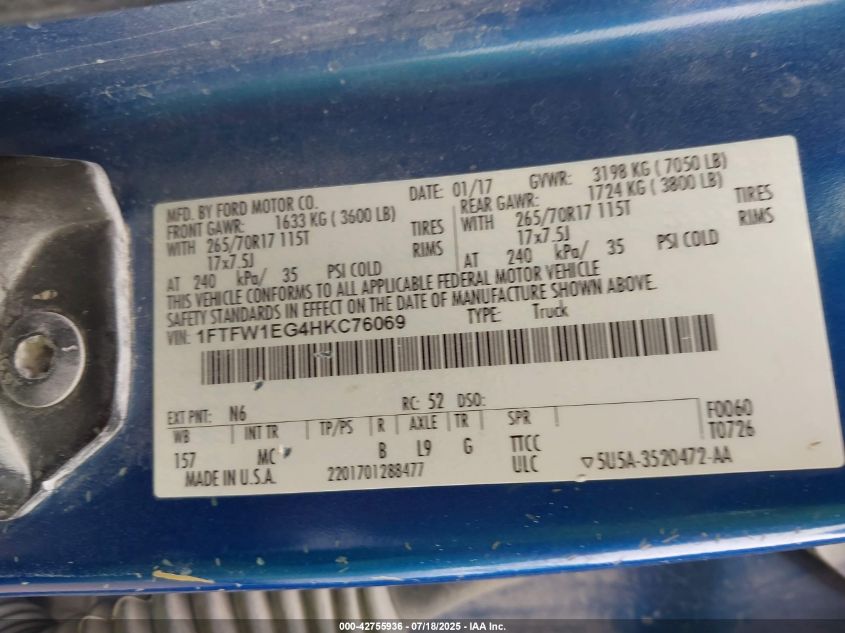 MFD. BY FORD MOTOR CO. DATE: 01/17 GVWR: 3198 KG ( 7050 LB)
FRONT GAWR: 1633 KG ( 3600 LB) REAR GAWR: 1724 KG ( 3800 LB)
WITH 265/70R17 115T TIRES WITH 265/70R17 115T TIRES
17x7.5J RIMS 17x7.5J RIMS
AT 240 kPa/ 35 PSI COLD AT 240 kPa/ 35 PSI COLD
THIS VEHICLE CONFORMS TO ALL APPLICABLE FEDERAL MOTOR VEHICLE
SAFETY STANDARDS IN EFFECT ON THE DATE OF MANUFACTURE SHOWN ABOVE.
VIN: 1FTFW1EG4HKC76069 TYPE: Truck
EXT PNT: N6 RC: 52 DSO: F0060
WB INT TR TP/PS R AXLE TR SPR T0726
157 MC B L9 G TTCC
MADE IN U.S.A. 2201701288477 ULC ▽5U5A-3520472-AA
000-42755936 - 07/18/2025 - IAA Inc.